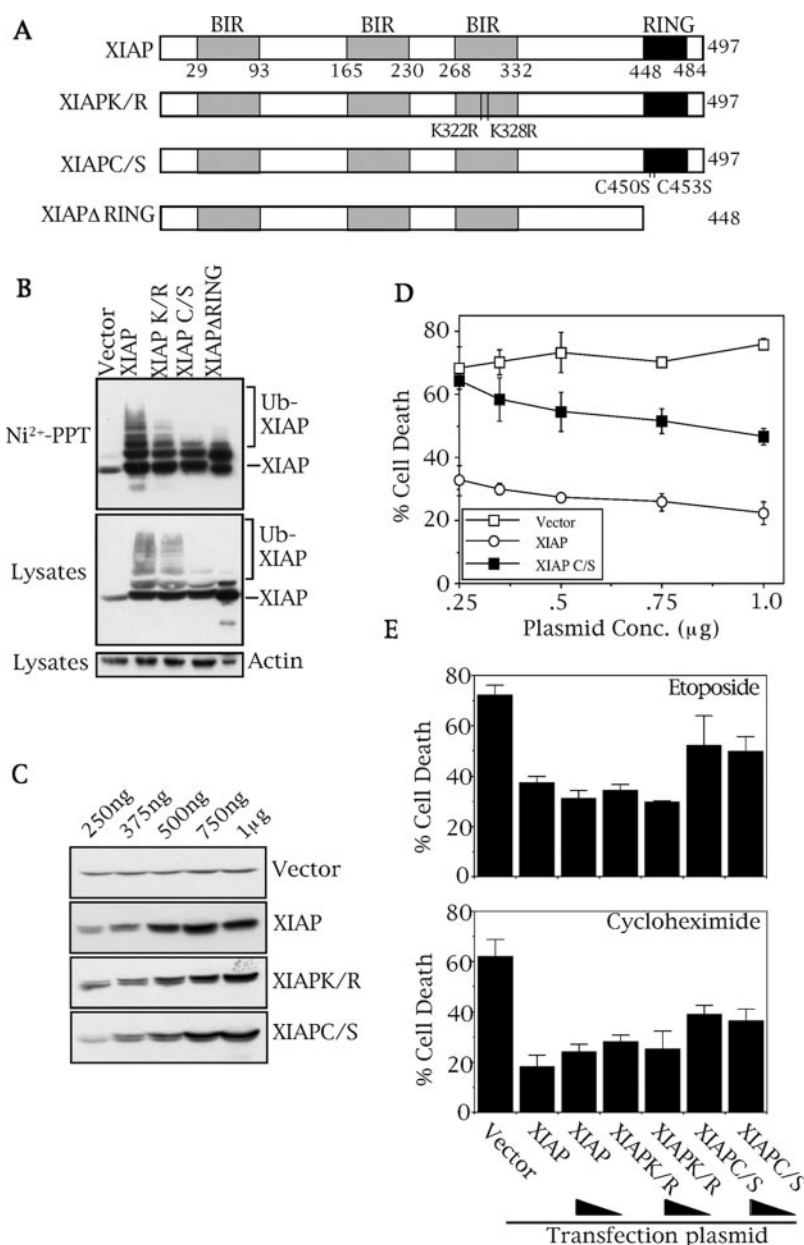 A
BIR BIR BIR RING
XIAP 497
29 93 165 230 268 332 448 484
XIAPK/R 497
K322R K328R
XIAPC/S 497
C450S C453S
XIAPΔRING 448
B
Vector
XIAP
XIAP K/R
XIAP C/S
XIAPΔRING
Ni²⁺-PPT
Ub-
XIAP
XIAP
Lysates
Ub-
XIAP
XIAP
Lysates
Actin
C
250ng
375ng
500ng
750ng
1μg
Vector
XIAP
XIAPK/R
XIAPC/S
D
% Cell Death
80
60
40
20
0
Vector
XIAP
XIAP C/S
.25 .5 .75 1.0
Plasmid Conc. (μg)
E
Etoposide
% Cell Death
80
60
40
20
0
Cycloheximide
% Cell Death
80
60
40
20
0
Vector
XIAP
XIAP
XIAPK/R
XIAPK/R
XIAPC/S
XIAPC/S
Transfection plasmid